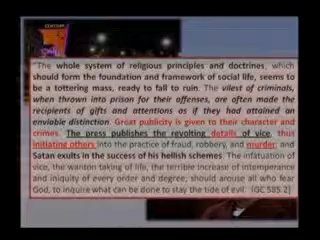 CENTURY
"The whole system of religious principles and doctrines, which
should form the foundation and framework of social life, seems to
be a tottering mass, ready to fall to ruin. The vilest of criminals,
when thrown into prison for their offenses, are often made the
recipients of gifts and attentions as if they had attained an
enviable distinction. Great publicity is given to their character and
crimes. The press publishes the revolting details of vice, thus
initiating others into the practice of fraud, robbery, and murder; and
Satan exults in the success of his hellish schemes. The infatuation of
vice, the wanton taking of life, the terrible increase of intemperance
and iniquity of every order and degree, should arouse all who fear
God, to inquire what can be done to stay the tide of evil. (GC 585.2)